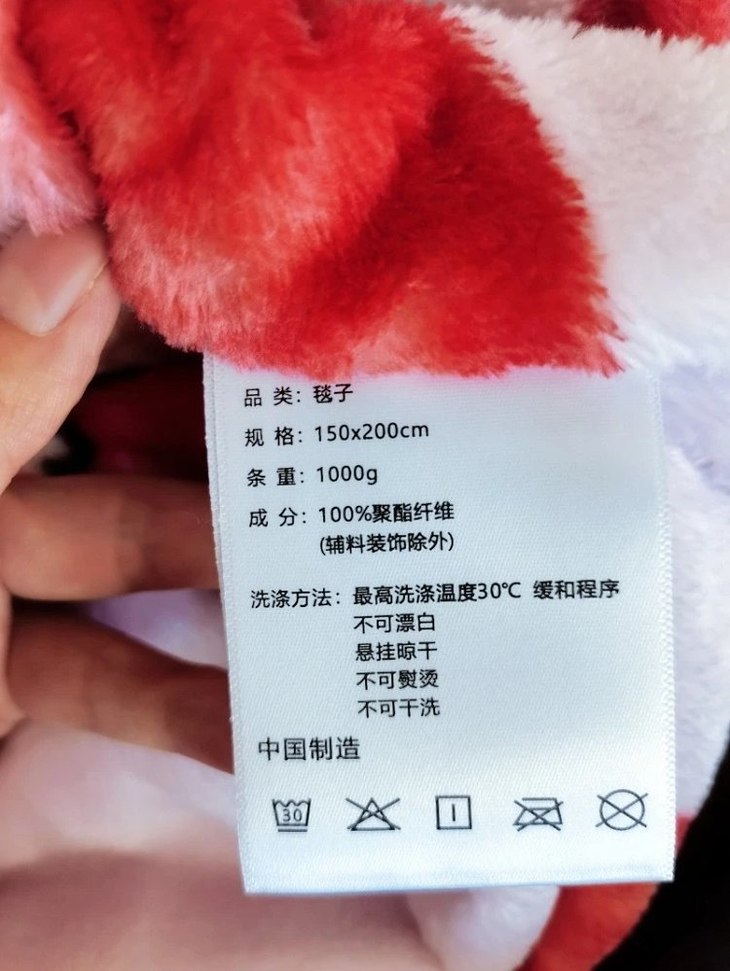 品 类：毯子
规 格：150x200cm
条 重：1000g
成 分：100%聚酯纤维
(辅料装饰除外)
洗涤方法：最高洗涤温度30℃ 缓和程序
不可漂白
悬挂晾干
不可熨烫
不可干洗
中国制造
30